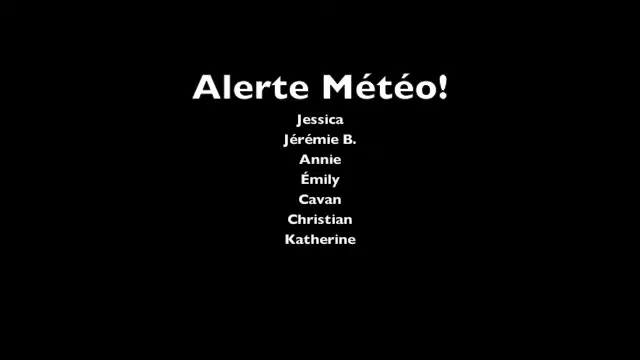 Alerte Météo!
Jessica
Jérémie B.
Annie
Émily
Cavan
Christian
Katherine